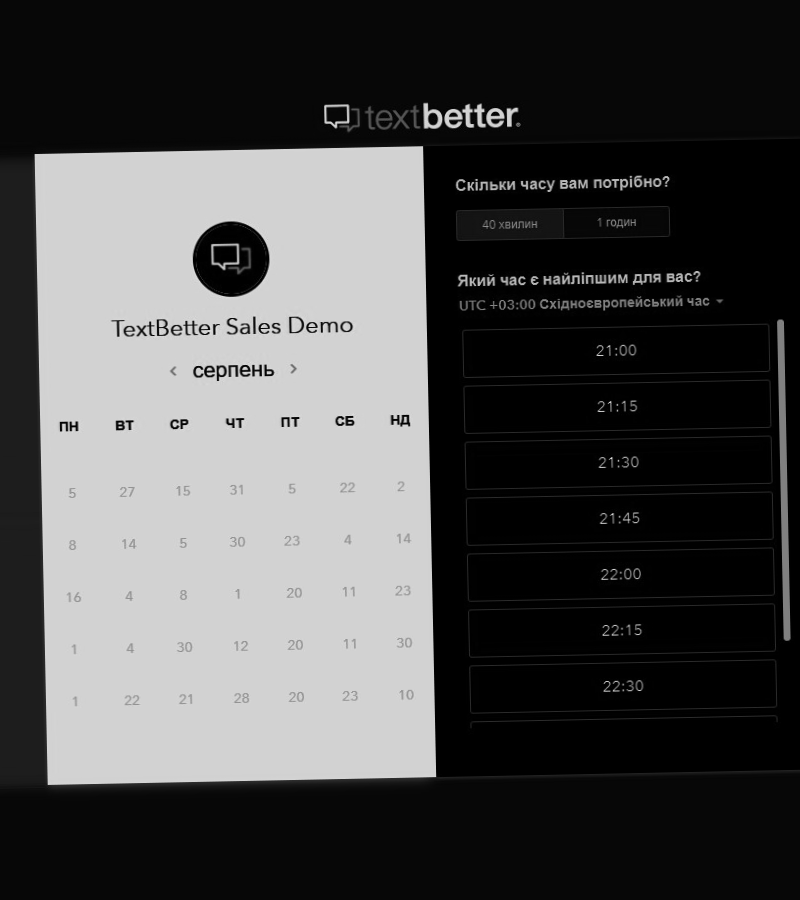 textbetter.
TextBetter Sales Demo
серпень
ПН ВТ СР ЧТ ПТ СБ НД
5 27 15 31 5 22 2
8 14 5 30 23 4 14
16 4 8 1 20 11 23
1 4 30 12 20 11 30
1 22 21 28 20 23 10
Скільки часу вам потрібно?
40 хвилин 1 годин
Який час є найліпшим для вас?
UTC +03:00 Східноєвропейський час
21:00
21:15
21:30
21:45
22:00
22:15
22:30